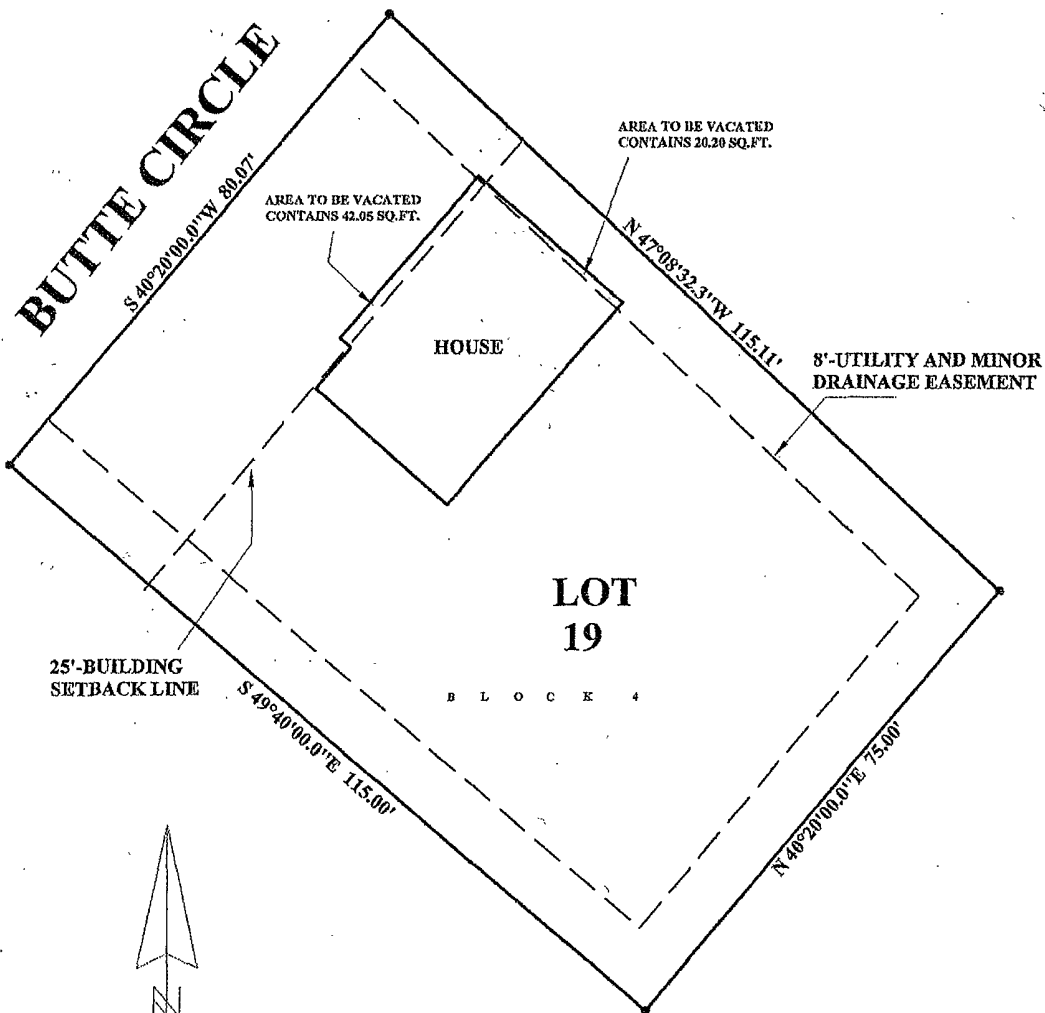 BUTTE CIRCLE
S 40°20'00.0"W 80.07'
AREA TO BE VACATED
CONTAINS 42.05 SQ.FT.
AREA TO BE VACATED
CONTAINS 20.20 SQ.FT.
N 47°08'32.3"W 115.11'
HOUSE
8'-UTILITY AND MINOR
DRAINAGE EASEMENT
LOT
19
BLOCK 4
25'-BUILDING
SETBACK LINE
S 49°40'00.0"E 115.00'
N 40°20'00.0"E 75.00'
N